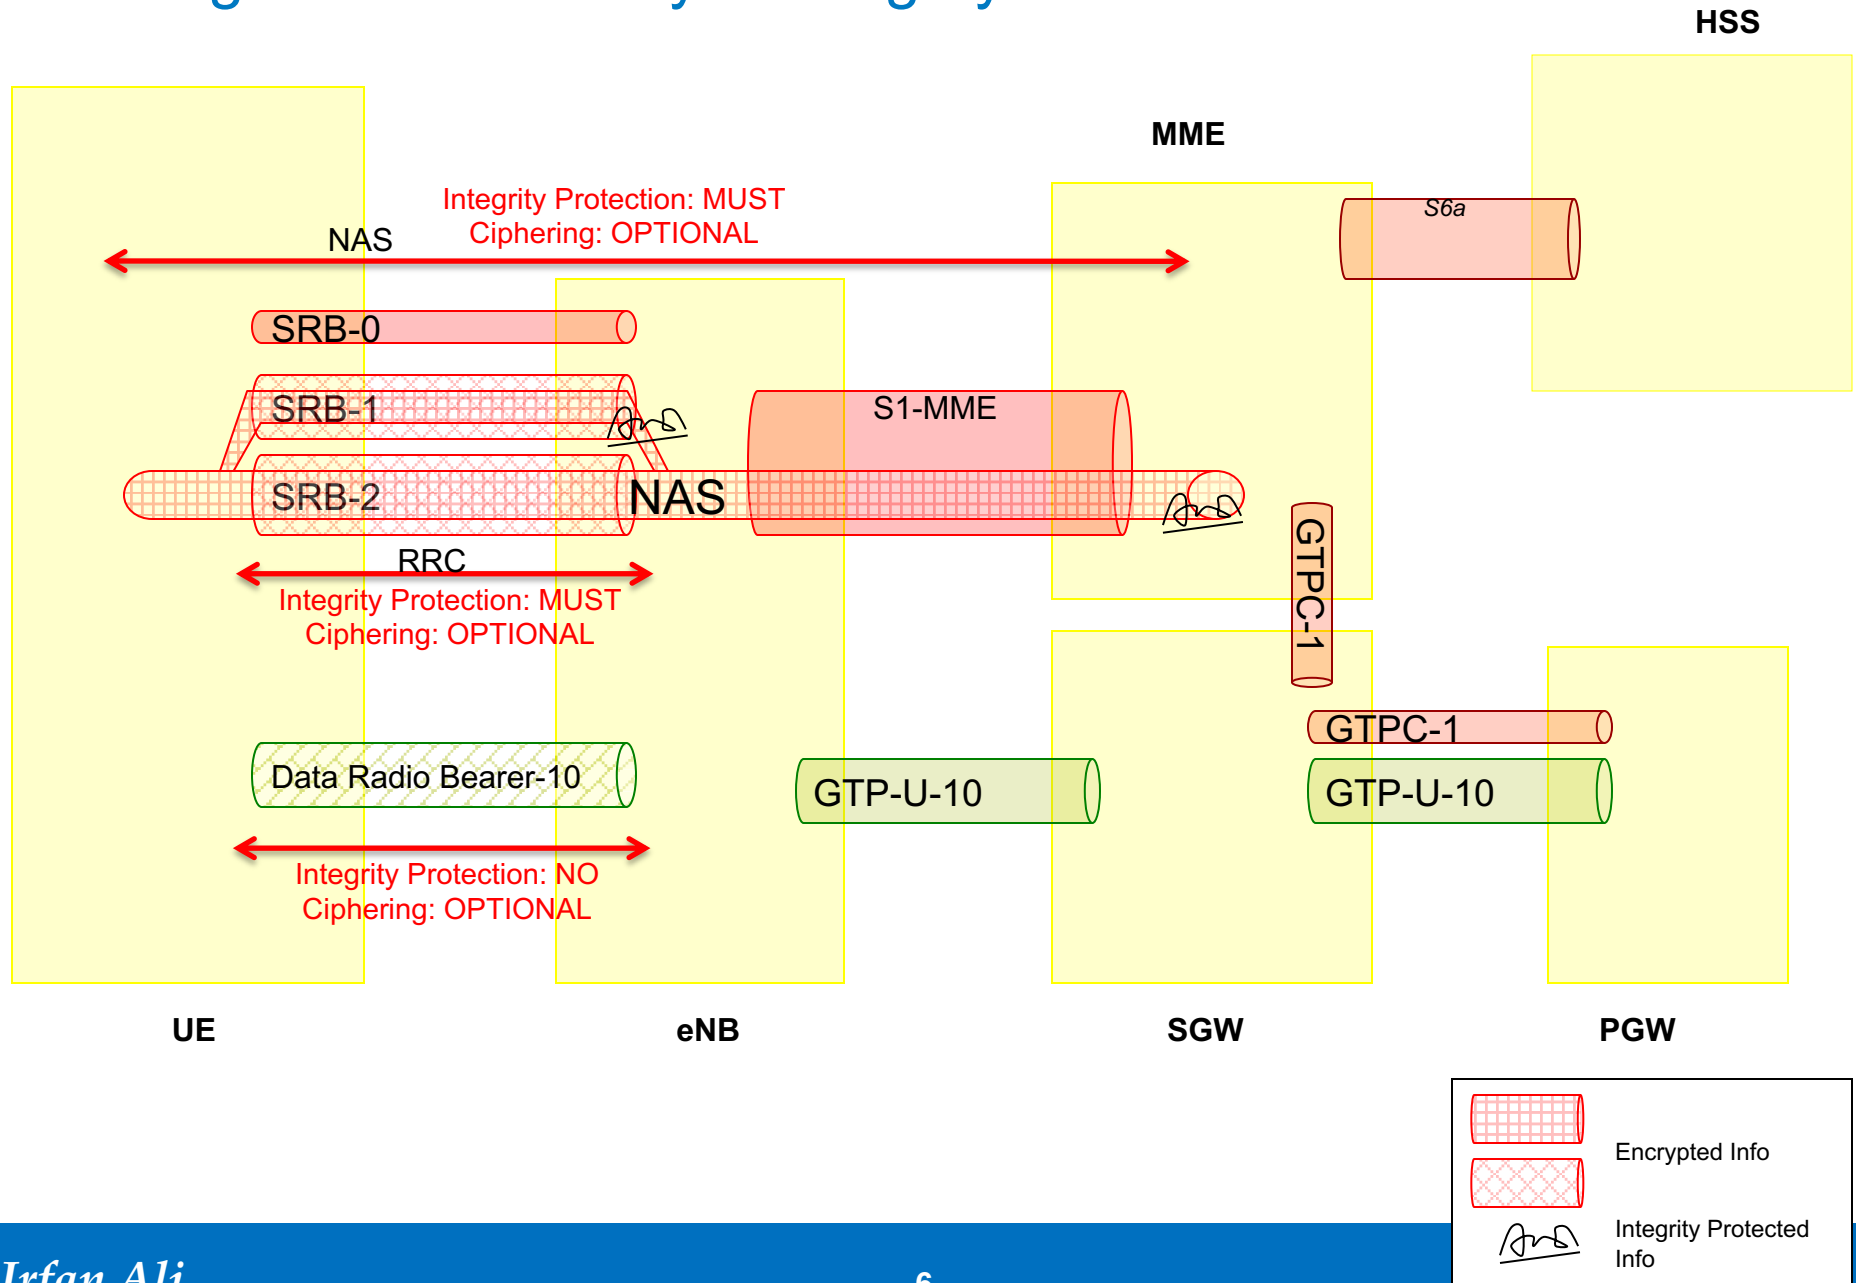 HSS
MME
Integrity Protection: MUST
Ciphering: OPTIONAL
NAS
S6a
SRB-0
SRB-1
S1-MME
SRB-2
NAS
RRC
Integrity Protection: MUST
Ciphering: OPTIONAL
GTPC-1
GTPC-1
Data Radio Bearer-10
GTP-U-10
GTP-U-10
Integrity Protection: NO
Ciphering: OPTIONAL
UE
eNB
SGW
PGW
Encrypted Info
Integrity Protected
Info
Irfan Ali
6